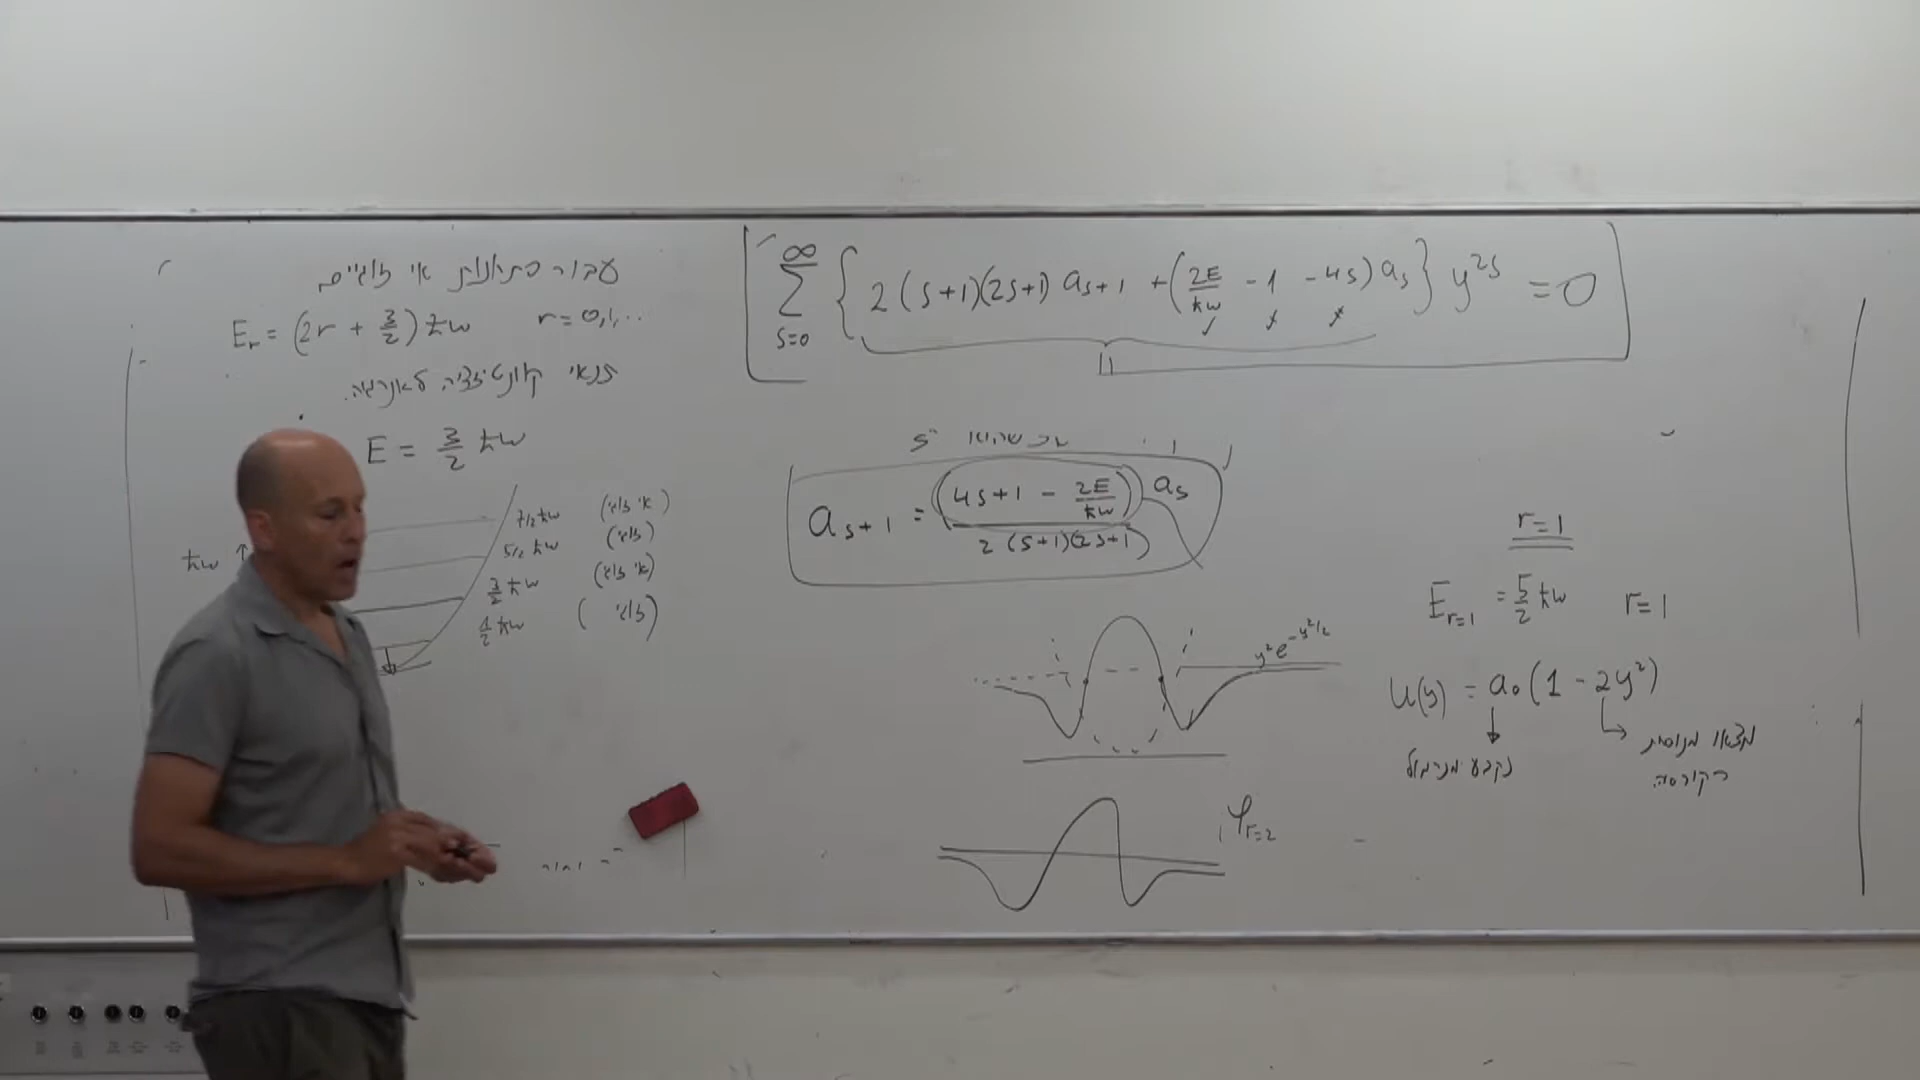 עבור פתרונות אי זוגיים
E_r = (2r + 3/2) ħω r = 0,1,...
תנאי קוונטיזציה לאנרגיה.
E = 3/2 ħω
7/2 ħω (אי זוגי)
5/2 ħω (זוגי)
3/2 ħω (אי זוגי)
1/2 ħω (זוגי)
ħω
∑_{s=0}^{∞} { 2(s+1)(2s+1) a_{s+1} + (2E/ħω - 1 - 4s) a_s } y^{2s} = 0
a_{s+1} = (4s+1 - 2E/ħω) / 2(s+1)(2s+1) a_s
y² e^{-y²/2}
φ_{r=2}
r=1
E_{r=1} = 5/2 ħω r=1
u(y) = a₀(1 - 2y²)
נקבע מנרמול
מצאנו מנוסחת
רקורסיה